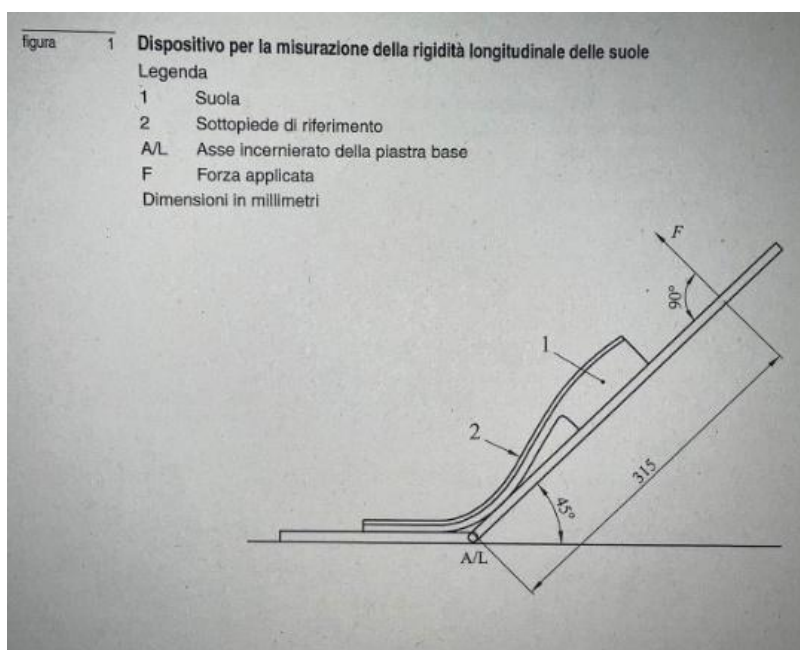 figura 1 Dispositivo per la misurazione della rigidità longitudinale delle suole
Legenda
1 Suola
2 Sottopiede di riferimento
A/L Asse incernierato della piastra base
F Forza applicata
Dimensioni in millimetri
F
90°
1
2
315
45°
A/L